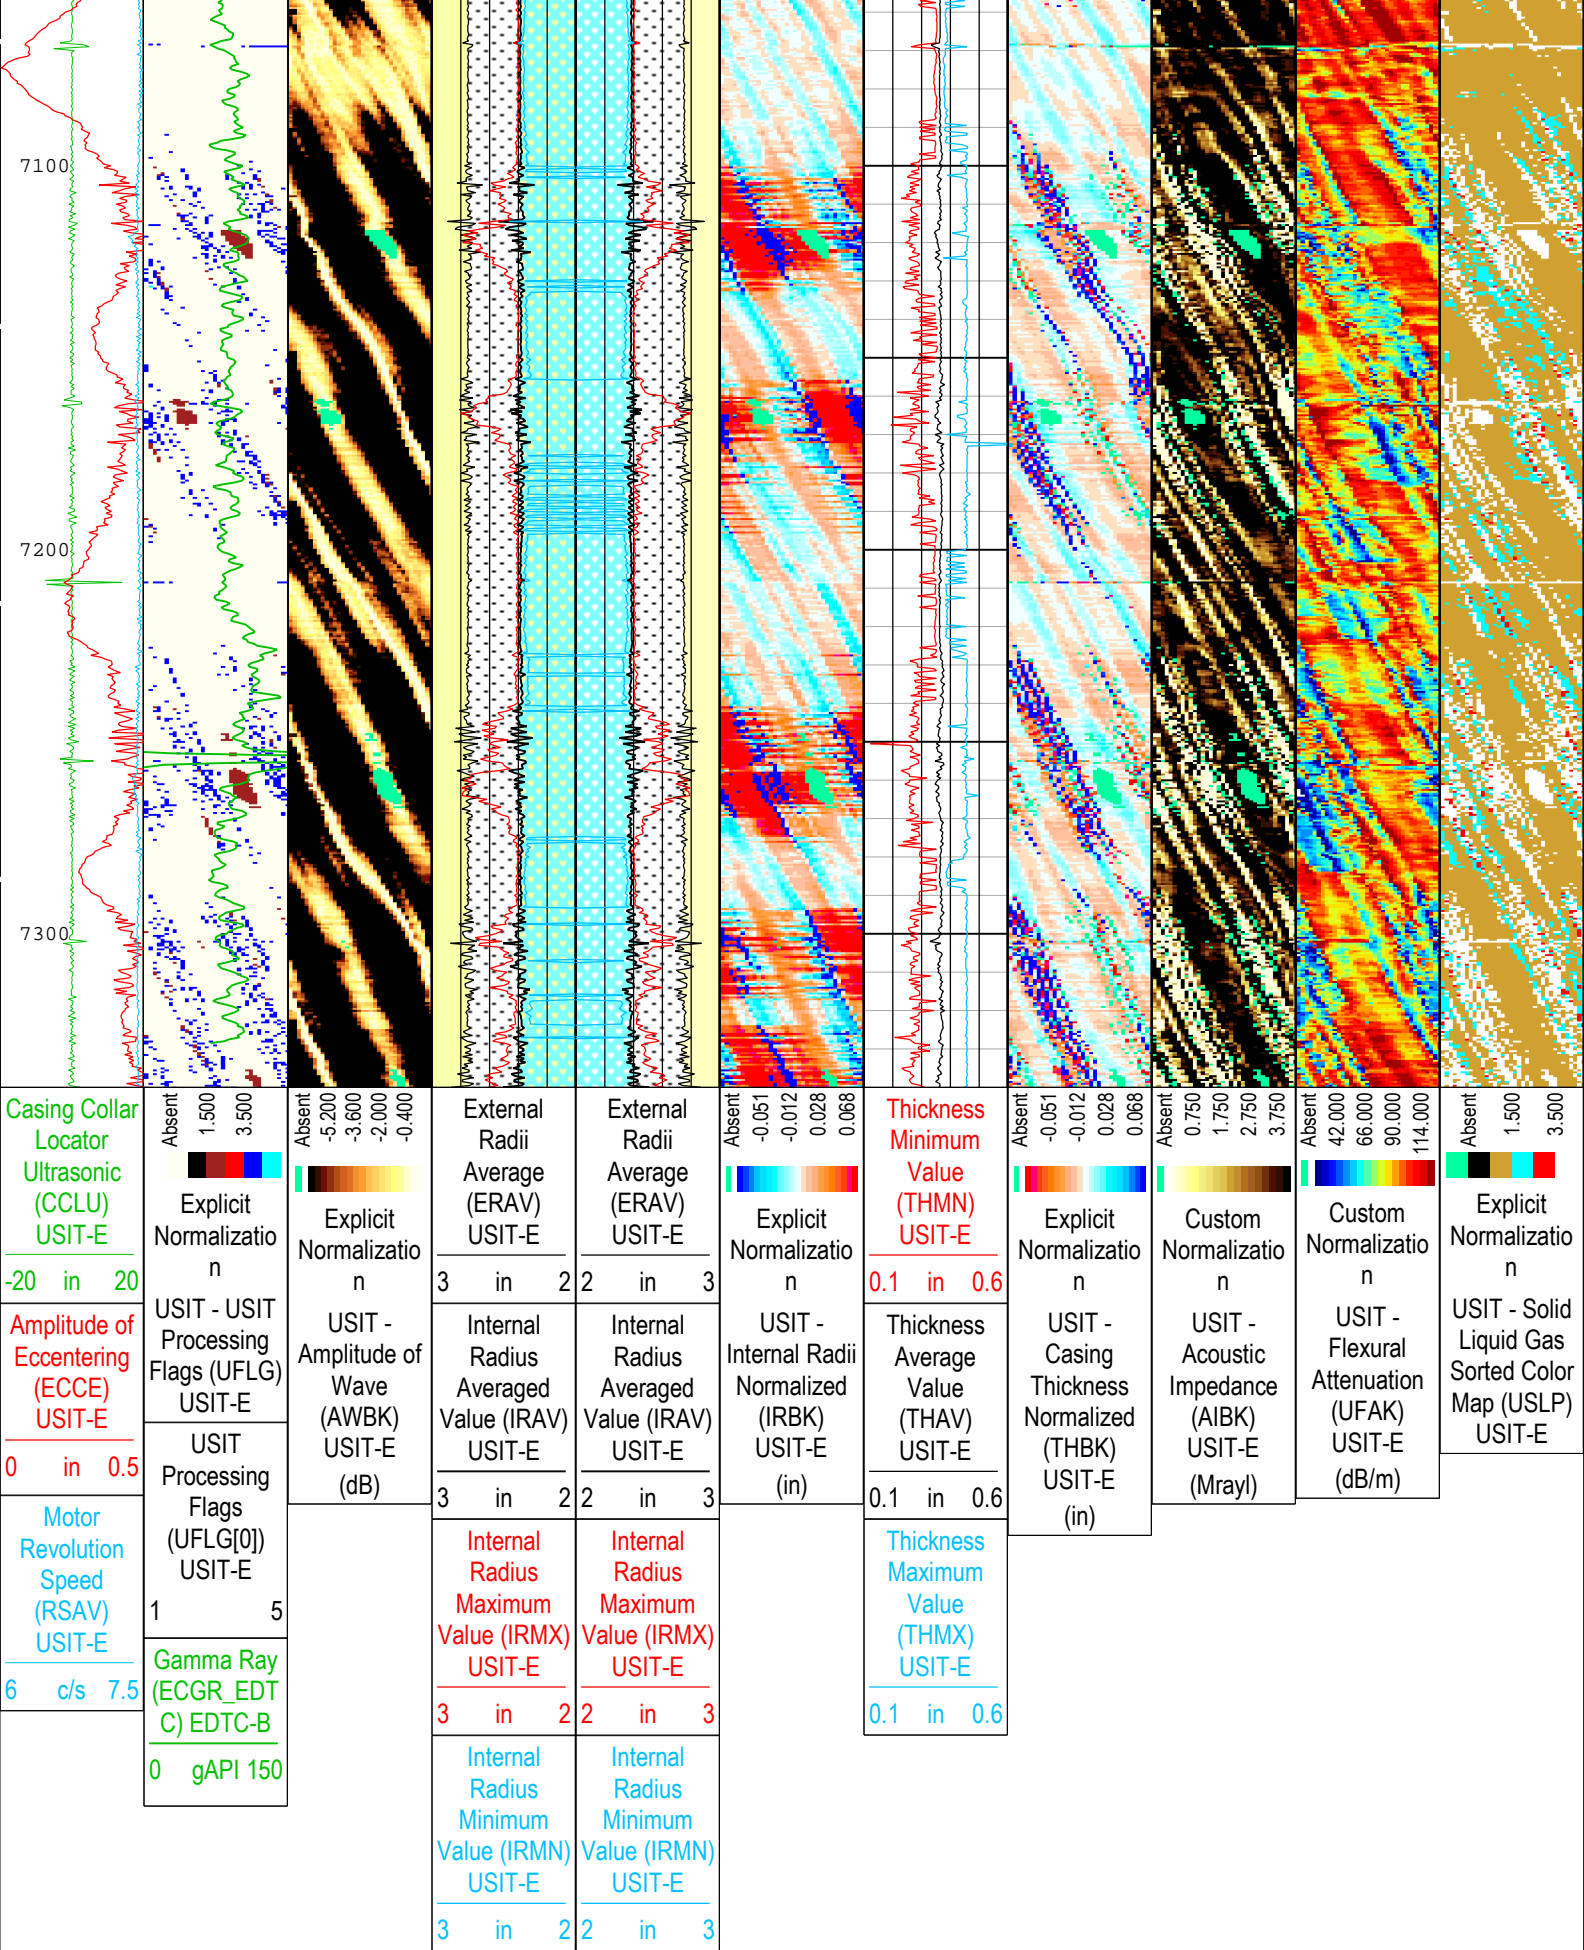 7100
7200
7300
Casing Collar
Locator
Ultrasonic
(CCLU)
USIT-E
-20 in 20
Amplitude of
Eccentering
(ECCE)
USIT-E
0 in 0.5
Motor
Revolution
Speed
(RSAV)
USIT-E
6 c/s 7.5
Absent
1.500
3.500
Explicit
Normalizatio
n
USIT - USIT
Processing
Flags (UFLG)
USIT-E
USIT
Processing
Flags
(UFLG[0])
USIT-E
1 5
Gamma Ray
(ECGR_EDT
C) EDTC-B
0 gAPI 150
Absent
-5.200
-3.600
-2.000
-0.400
Explicit
Normalizatio
n
USIT -
Amplitude of
Wave
(AWBK)
USIT-E
(dB)
External
Radii
Average
(ERAV)
USIT-E
3 in 2
Internal
Radius
Averaged
Value (IRAV)
USIT-E
3 in 2
Internal
Radius
Maximum
Value (IRMX)
USIT-E
3 in 2
Internal
Radius
Minimum
Value (IRMN)
USIT-E
3 in 2
External
Radii
Average
(ERAV)
USIT-E
2 in 3
Internal
Radius
Averaged
Value (IRAV)
USIT-E
2 in 3
Internal
Radius
Maximum
Value (IRMX)
USIT-E
2 in 3
Internal
Radius
Minimum
Value (IRMN)
USIT-E
2 in 3
Absent
-0.051
-0.012
0.028
0.068
Explicit
Normalizatio
n
USIT -
Internal Radii
Normalized
(IRBK)
USIT-E
(in)
Thickness
Minimum
Value
(THMN)
USIT-E
0.1 in 0.6
Thickness
Average
Value
(THAV)
USIT-E
0.1 in 0.6
Thickness
Maximum
Value
(THMX)
USIT-E
0.1 in 0.6
Absent
-0.051
-0.012
0.028
0.068
Explicit
Normalizatio
n
USIT -
Casing
Thickness
Normalized
(THBK)
USIT-E
(in)
Absent
0.750
1.750
2.750
3.750
Custom
Normalizatio
n
USIT -
Acoustic
Impedance
(AIBK)
USIT-E
(Mrayl)
Absent
42.000
66.000
90.000
114.000
Custom
Normalizatio
n
USIT -
Flexural
Attenuation
(UFAK)
USIT-E
(dB/m)
Absent
1.500
3.500
Explicit
Normalizatio
n
USIT - Solid
Liquid Gas
Sorted Color
Map (USLP)
USIT-E